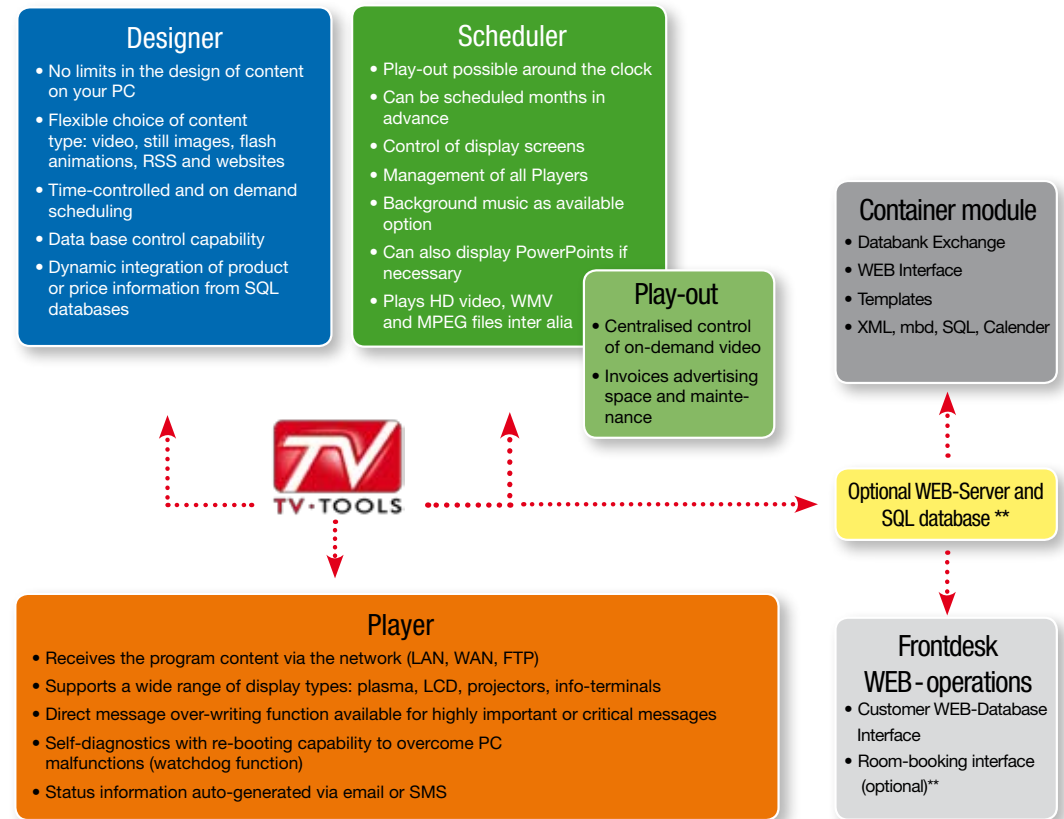 Designer
• No limits in the design of content
on your PC
• Flexible choice of content
type: video, still images, flash
animations, RSS and websites
• Time-controlled and on demand
scheduling
• Data base control capability
• Dynamic integration of product
or price information from SQL
databases
Scheduler
• Play-out possible around the clock
• Can be scheduled months in
advance
• Control of display screens
• Management of all Players
• Background music as available
option
• Can also display PowerPoints if
necessary
• Plays HD video, WMV
and MPEG files inter alia
Play-out
• Centralised control
of on-demand video
• Invoices advertising
space and mainte-
nance
Container module
• Databank Exchange
• WEB Interface
• Templates
• XML, mbd, SQL, Calender
TV
TV·TOOLS
Optional WEB-Server and
SQL database **
Player
• Receives the program content via the network (LAN, WAN, FTP)
• Supports a wide range of display types: plasma, LCD, projectors, info-terminals
• Direct message over-writing function available for highly important or critical messages
• Self-diagnostics with re-booting capability to overcome PC
malfunctions (watchdog function)
• Status information auto-generated via email or SMS
Frontdesk
WEB-operations
• Customer WEB-Database
Interface
• Room-booking interface
(optional)**